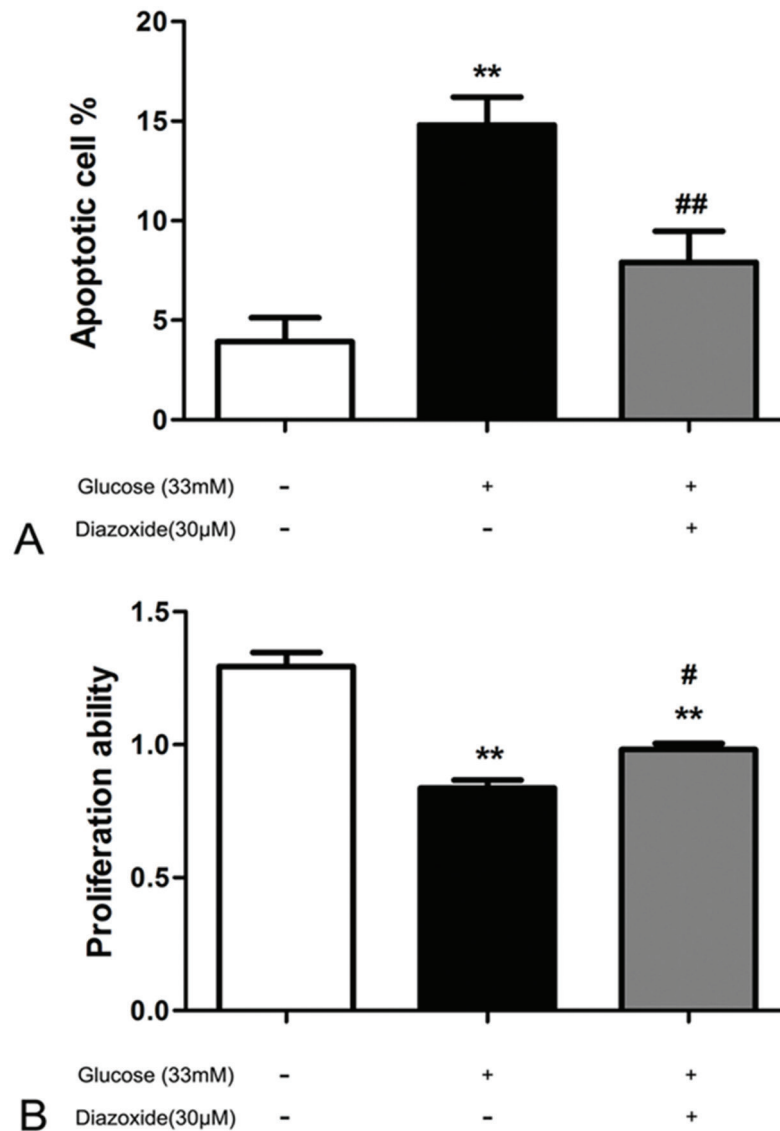 20
**
15
Apoptotic cell %
##
10
5
0
Glucose (33mM) - + +
A Diazoxide(30µM) - - +
1.5
#
**
**
1.0
Proliferation ability
0.5
0.0
Glucose (33mM) - + +
B Diazoxide(30µM) - - +